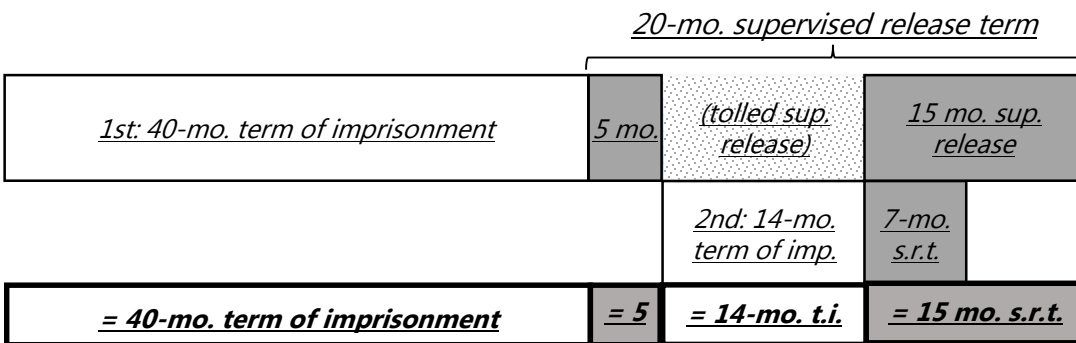 20-mo. supervised release term
1st: 40-mo. term of imprisonment
5 mo.
(tolled sup.
release)
15 mo. sup.
release
2nd: 14-mo.
term of imp.
7-mo.
s.r.t.
= 40-mo. term of imprisonment
= 5
= 14-mo. t.i.
= 15 mo. s.r.t.